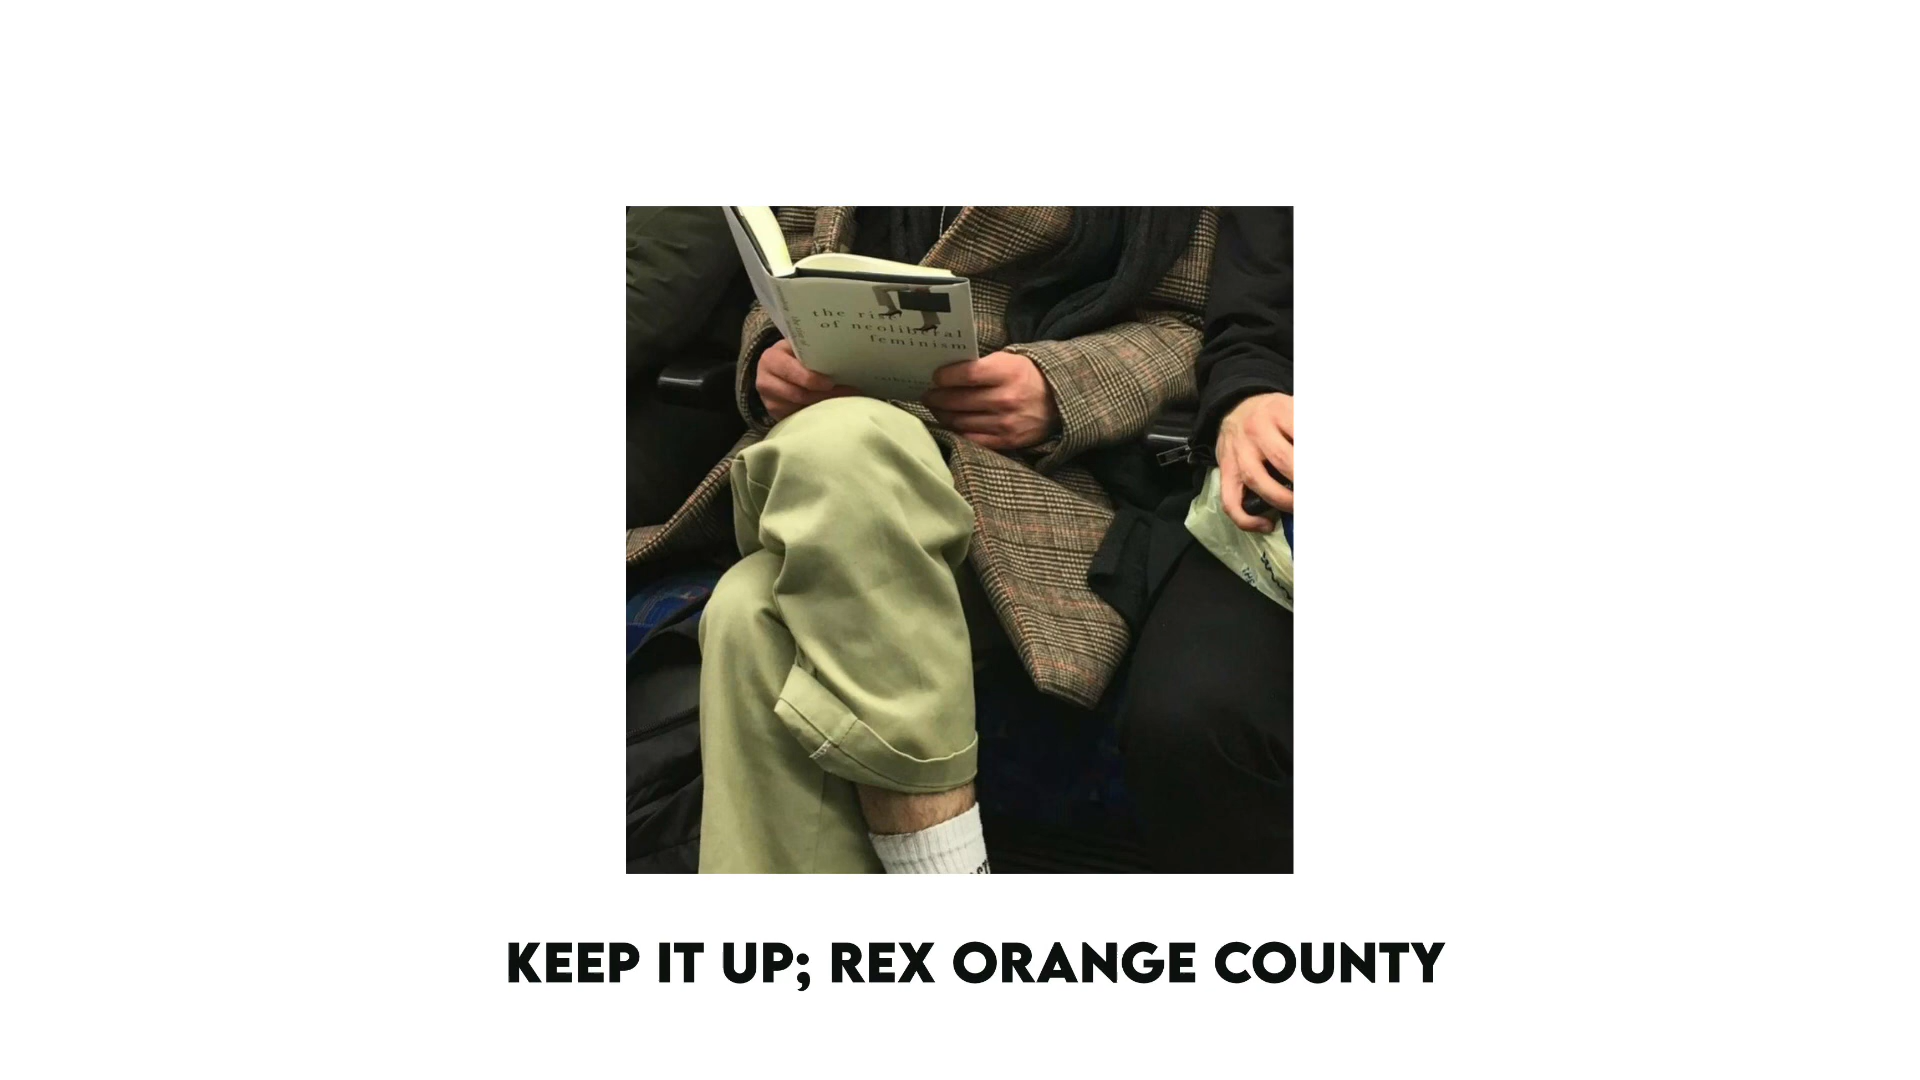 the rise
of neoliberal
feminism
KEEP IT UP; REX ORANGE COUNTY